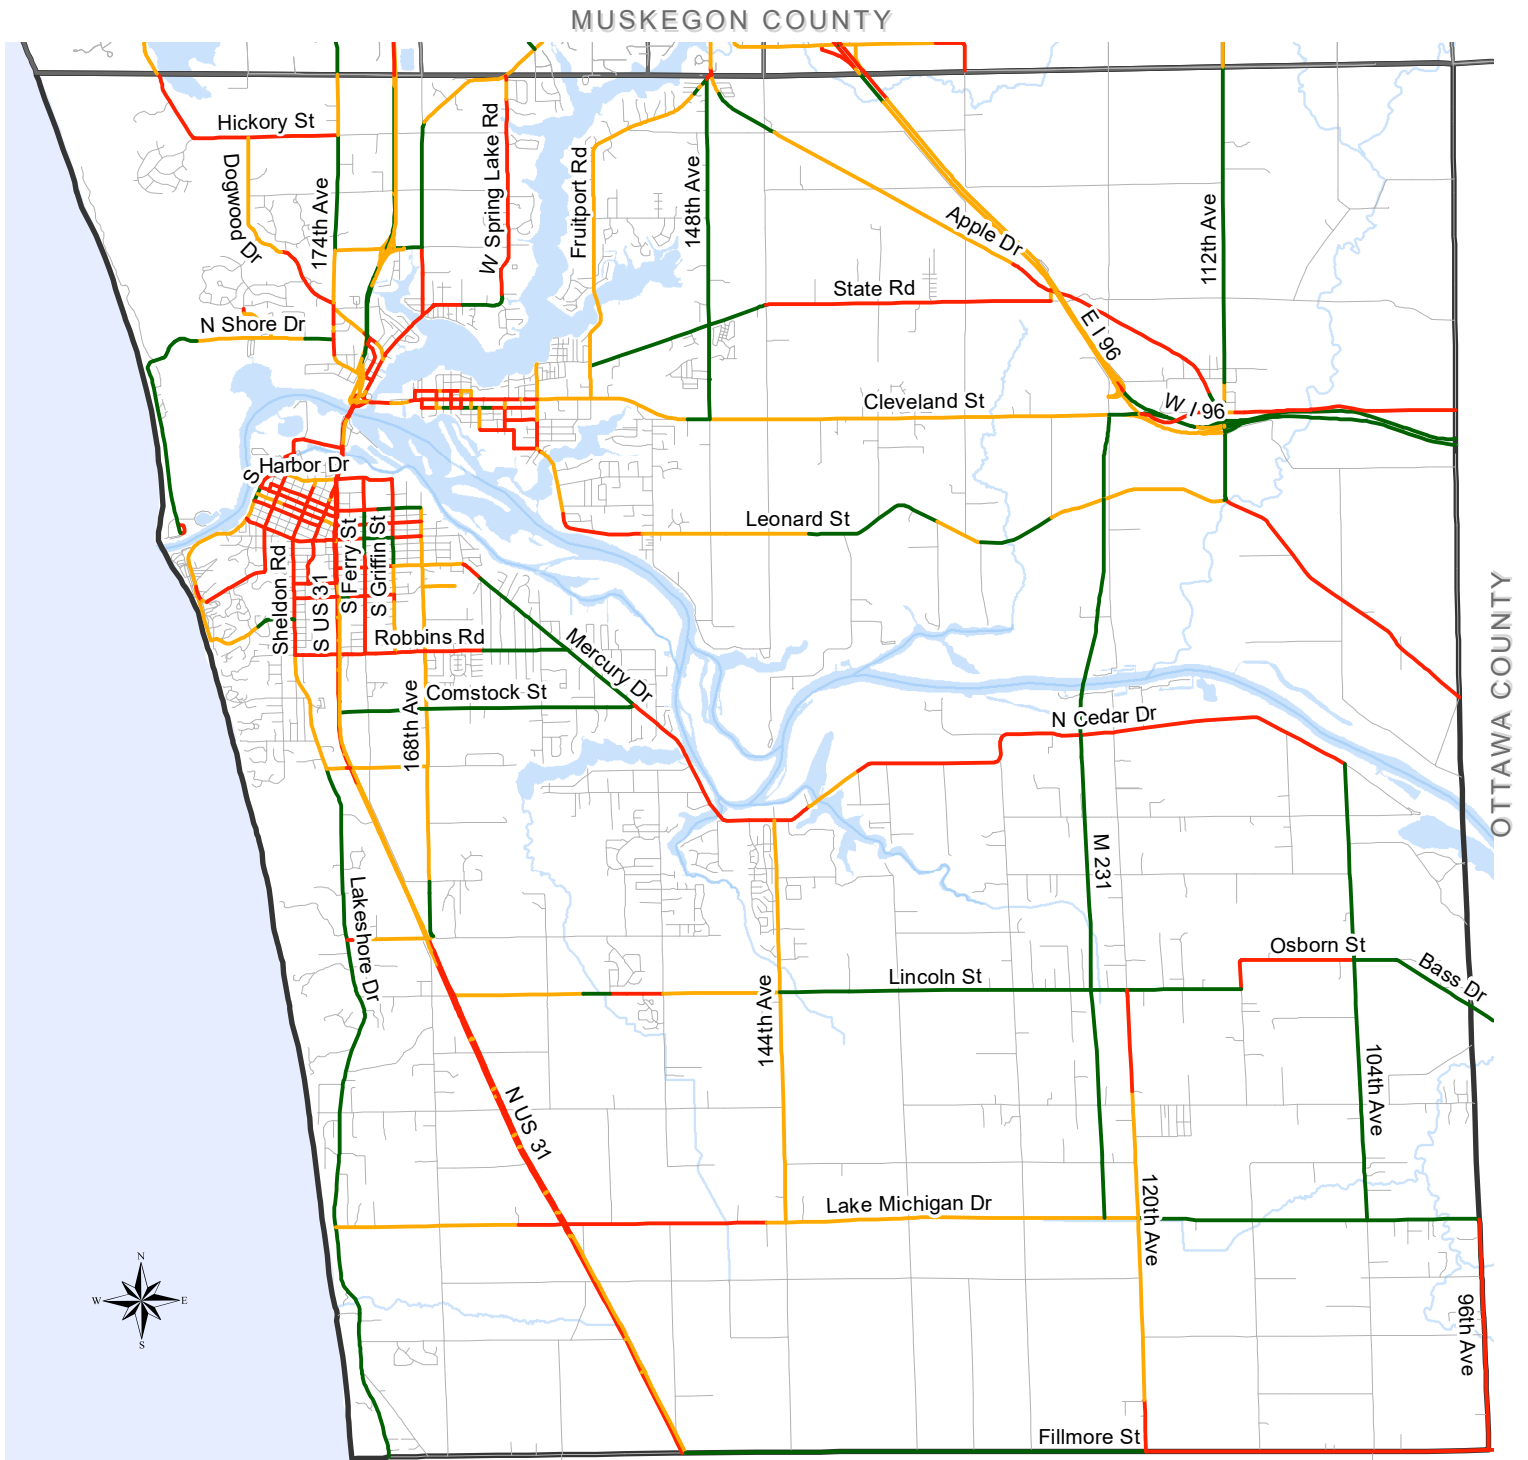 MUSKEGON COUNTY
Hickory St
Dogwood Dr
174th Ave
W Spring Lake Rd
Fruitport Rd
148th Ave
Apple Dr
112th Ave
State Rd
N Shore Dr
E I 96
W I 96
Cleveland St
S Harbor Dr
Leonard St
Sheldon Rd
S US 31
S Ferry St
S Griffin St
Robbins Rd
Mercury Dr
Comstock St
168th Ave
N Cedar Dr
OTTAWA COUNTY
M 231
Lakeshore Dr
Osborn St
Bass Dr
Lincoln St
144th Ave
104th Ave
N US 31
Lake Michigan Dr
120th Ave
96th Ave
Fillmore St
N
W
E
S